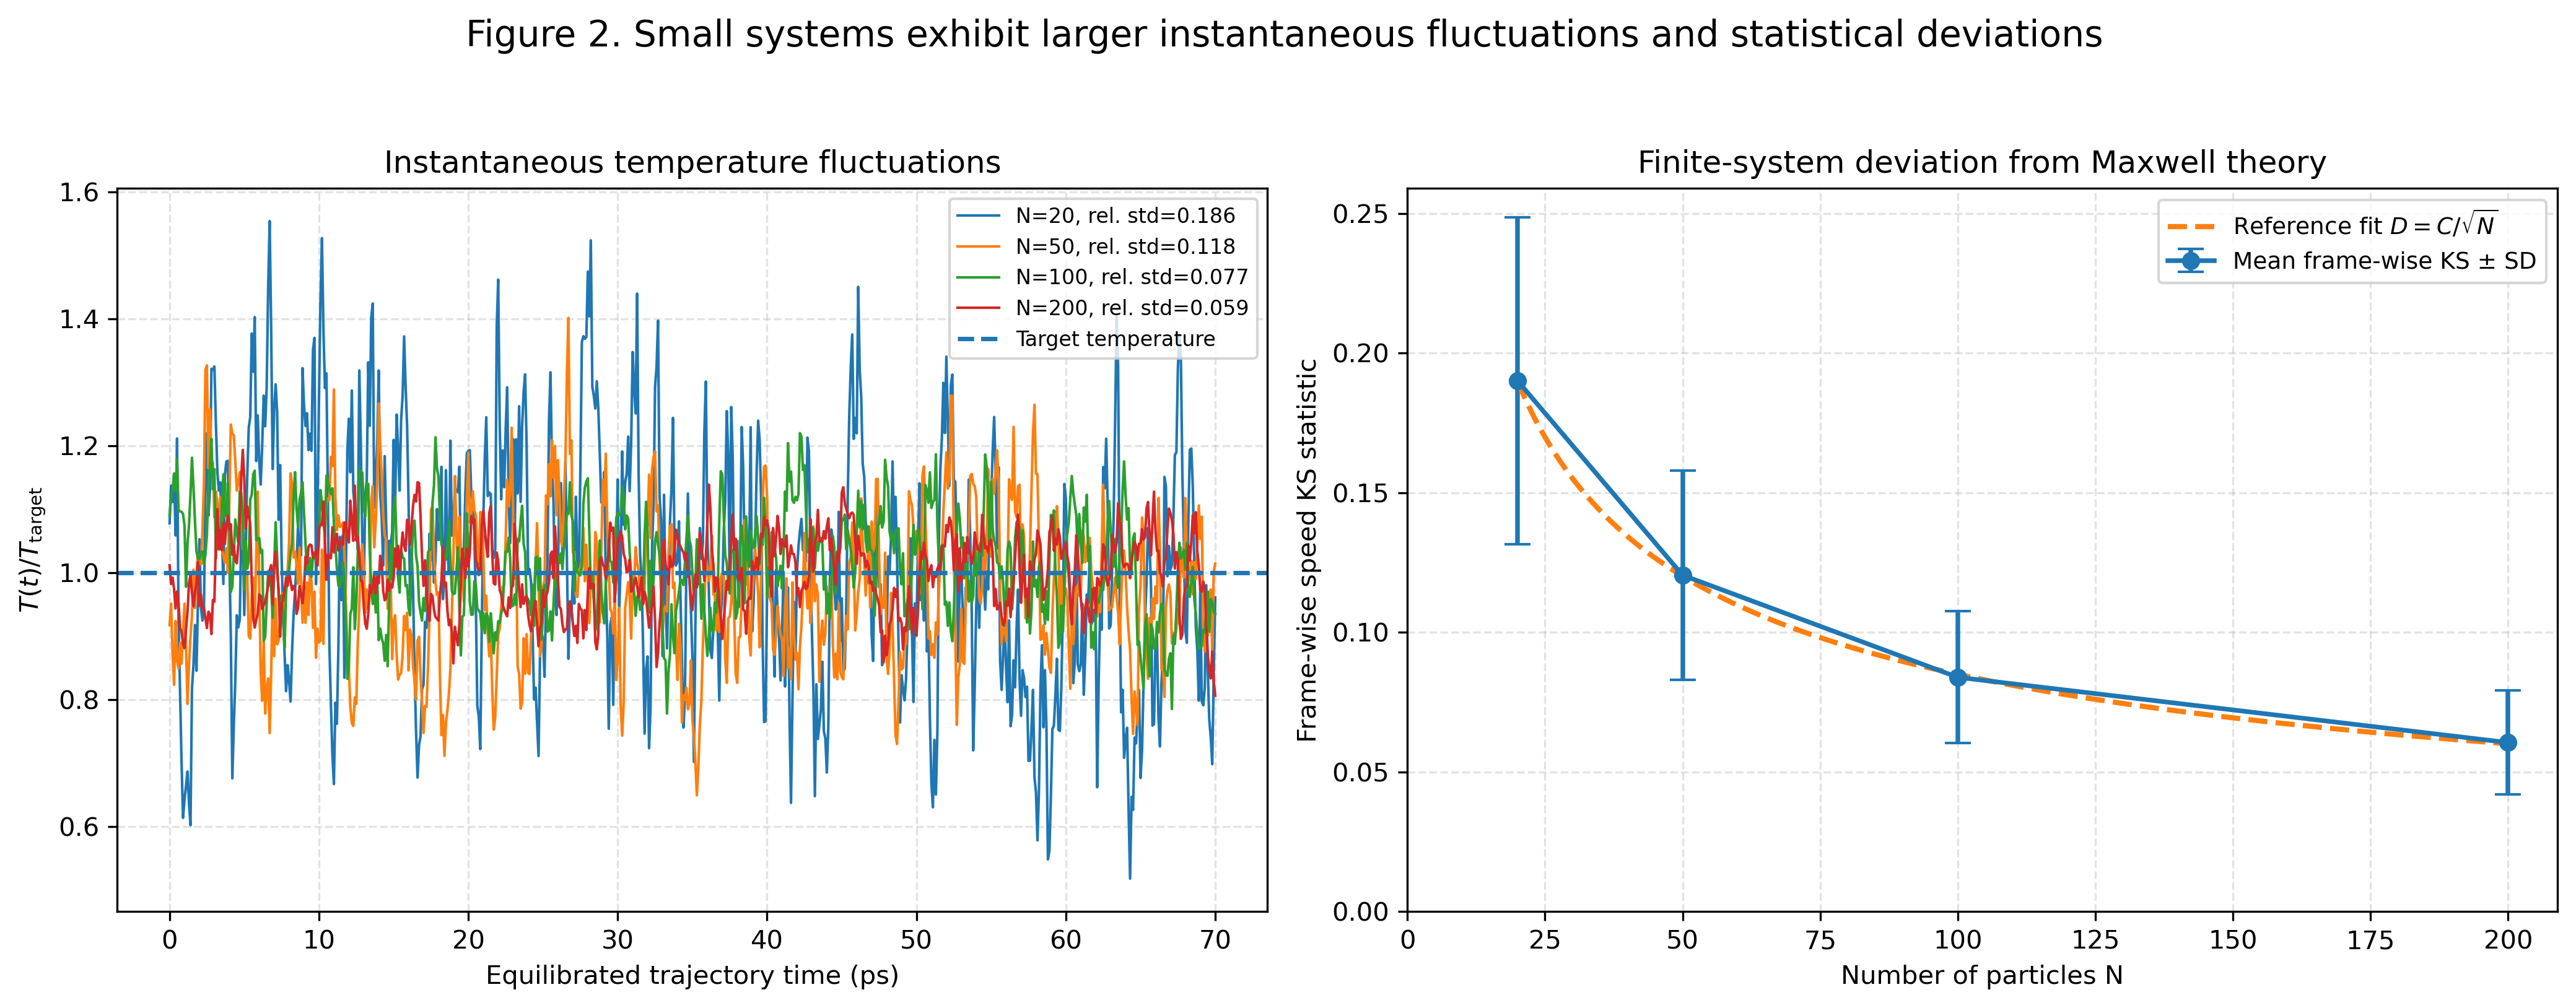 Figure 2. Small systems exhibit larger instantaneous fluctuations and statistical deviations
Instantaneous temperature fluctuations
1.6
1.4
1.2
1.0
0.8
0.6
T(t)/T_target
N=20, rel. std=0.186
N=50, rel. std=0.118
N=100, rel. std=0.077
N=200, rel. std=0.059
Target temperature
0 10 20 30 40 50 60 70
Equilibrated trajectory time (ps)
Finite-system deviation from Maxwell theory
0.25
0.20
0.15
0.10
0.05
0.00
Frame-wise speed KS statistic
Reference fit D = C/√N
Mean frame-wise KS ± SD
0 25 50 75 100 125 150 175 200
Number of particles N